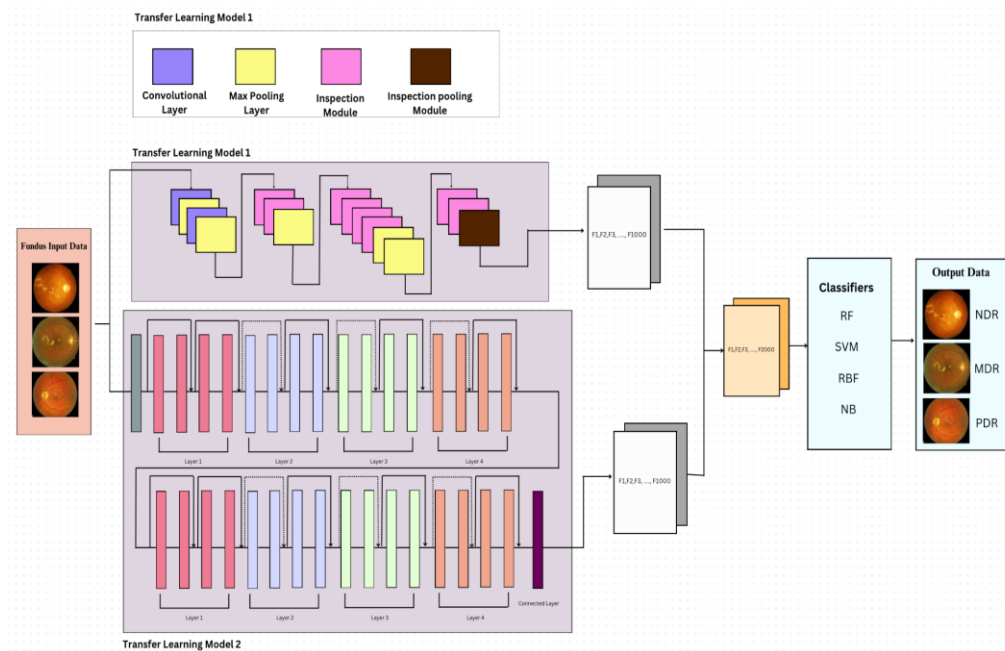 Transfer Learning Model 1
Convolutional
Layer
Max Pooling
Layer
Inspection
Module
Inspection pooling
Module
Transfer Learning Model 1
Fundus Input Data
F1,F2,F3, ...., F1000
Layer 1
Layer 2
Layer 3
Layer 4
Layer 1
Layer 2
Layer 3
Layer 4
Connected Layer
Transfer Learning Model 2
F1,F2,F3, ...., F1000
F1,F2,F3, ...., F2000
Classifiers
RF
SVM
RBF
NB
Output Data
NDR
MDR
PDR